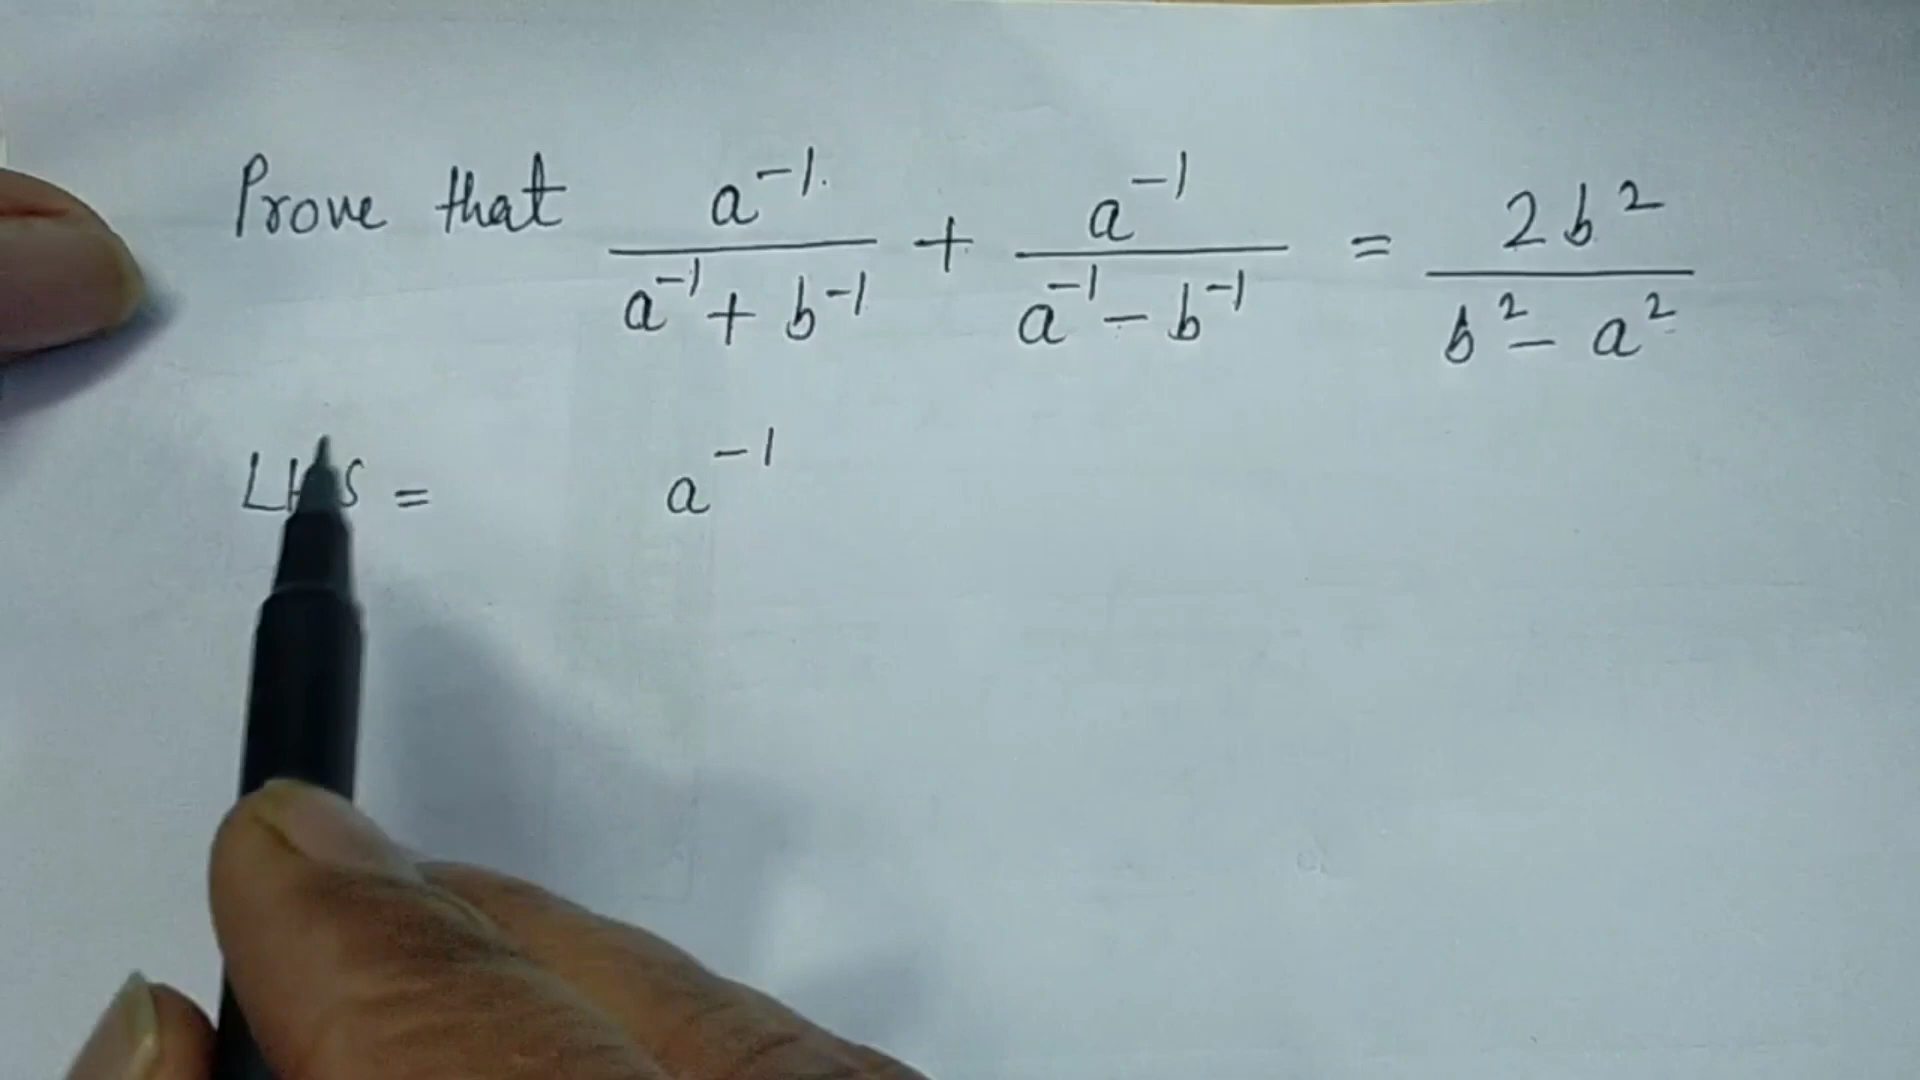 Prove that a⁻¹/(a⁻¹ + b⁻¹) + a⁻¹/(a⁻¹ − b⁻¹) = 2b²/(b² − a²)
LHS = a⁻¹